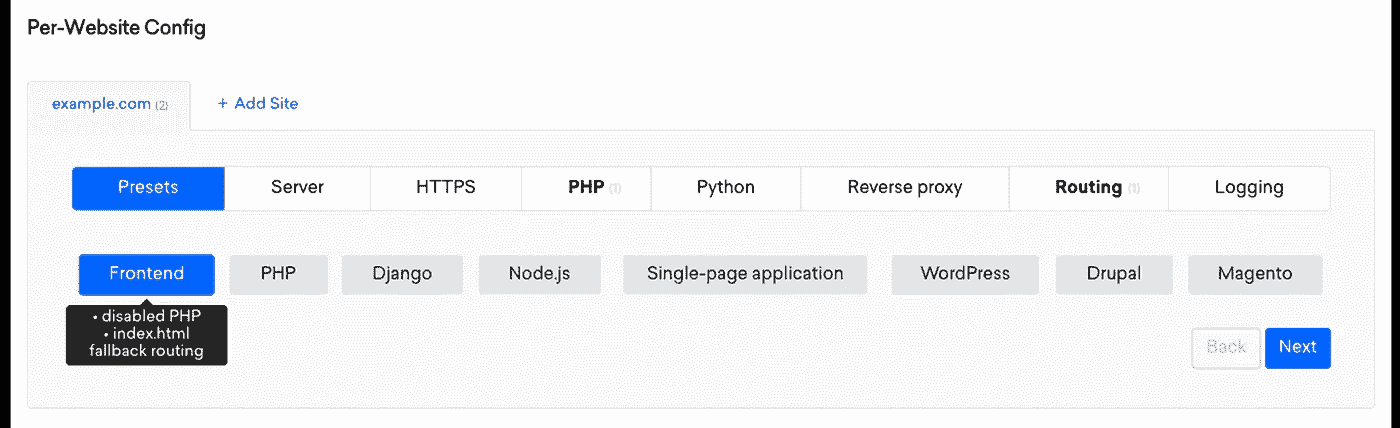 Per-Website Config
example.com (2) + Add Site
Presets Server HTTPS PHP (1) Python Reverse proxy Routing (1) Logging
Frontend PHP Django Node.js Single-page application WordPress Drupal Magento
• disabled PHP
• index.html
fallback routing
Back Next